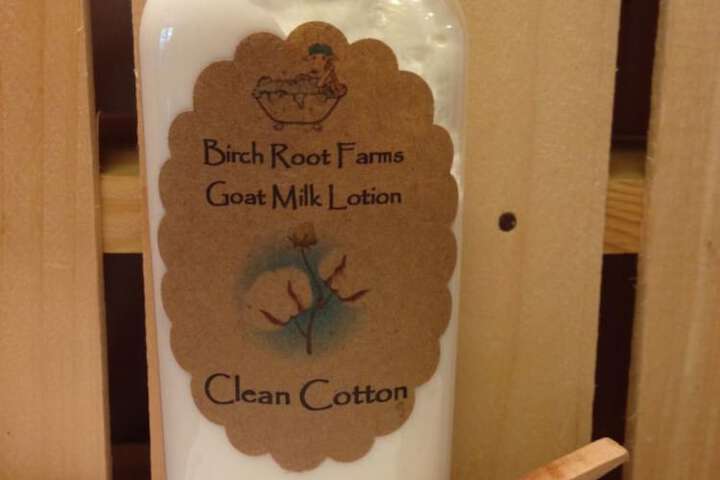 Birch Root Farms
Goat Milk Lotion
Clean Cotton